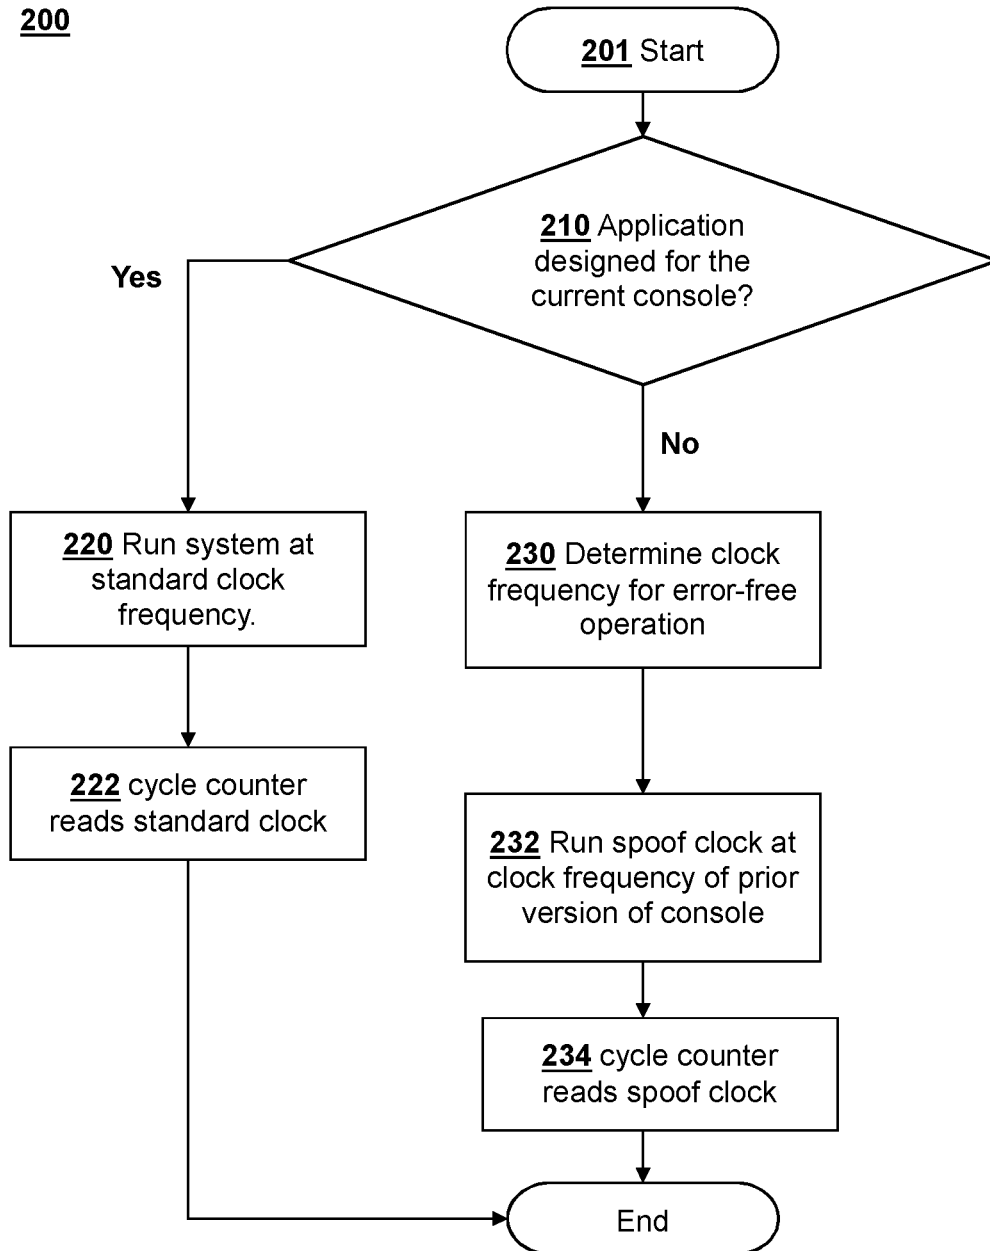 200
201 Start
210 Application
designed for the
current console?
Yes
No
220 Run system at
standard clock
frequency.
230 Determine clock
frequency for error-free
operation
222 cycle counter
reads standard clock
232 Run spoof clock at
clock frequency of prior
version of console
234 cycle counter
reads spoof clock
End